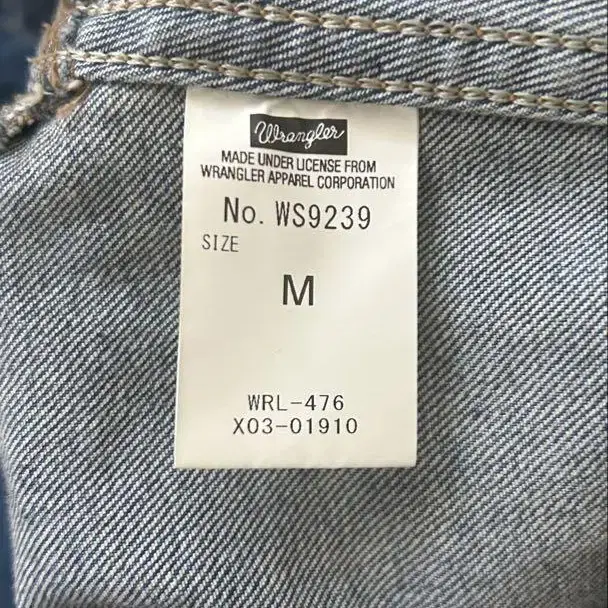 Wrangler
MADE UNDER LICENSE FROM
WRANGLER APPAREL CORPORATION
No. WS9239
SIZE
M
WRL-476
X03-01910